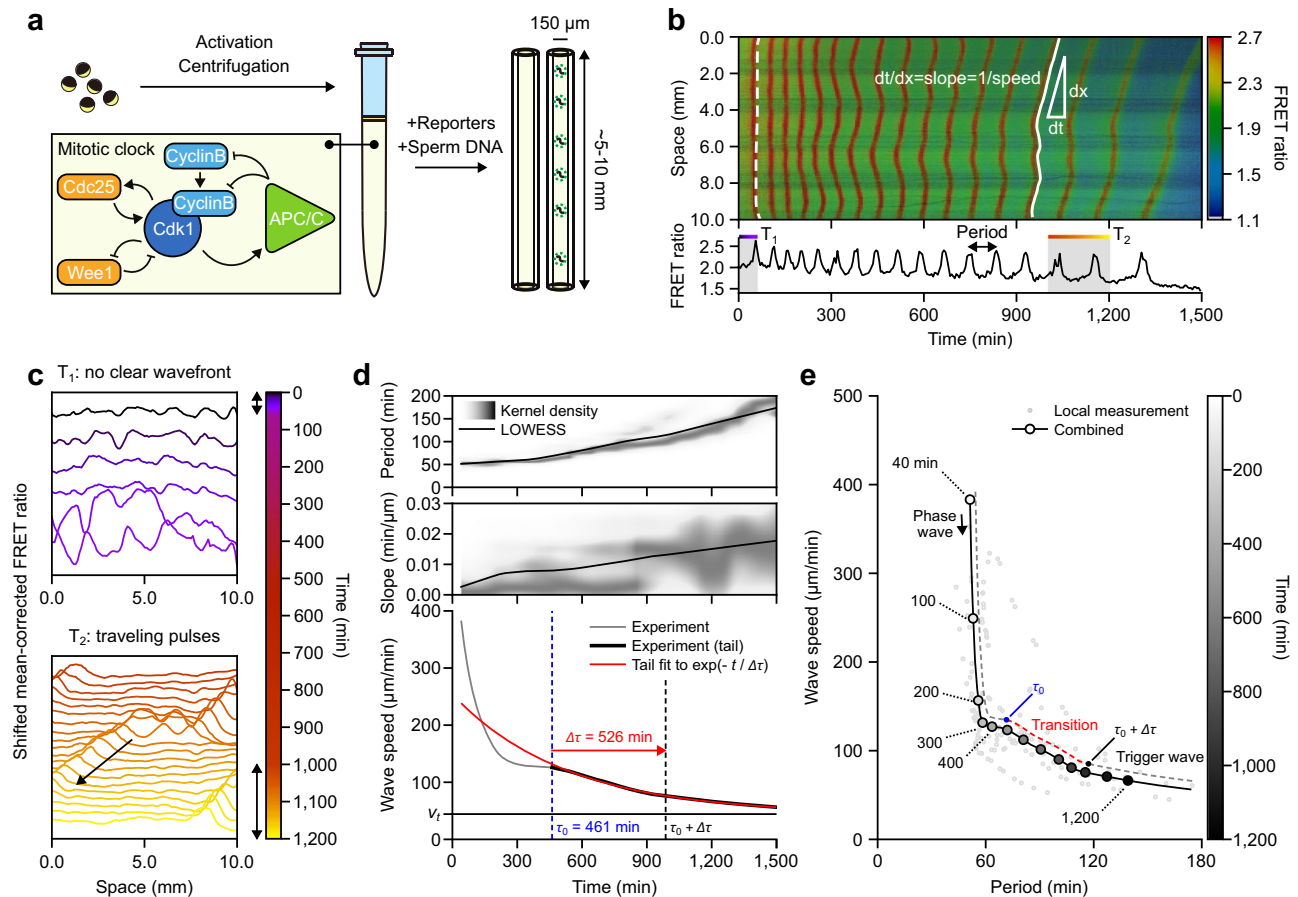 a
Activation
Centrifugation
150 µm
+Reporters
+Sperm DNA
~5-10 mm
Mitotic clock
CyclinB
Cdc25
CyclinB
Cdk1
APC/C
Wee1
b
0.0
2.0
4.0
6.0
8.0
10.0
Space (mm)
dt/dx=slope=1/speed
dx
dt
2.7
2.3
1.9
1.5
1.1
FRET ratio
FRET ratio
2.5
2.0
1.5
T1
Period
T2
0
300
600
900
1,200
1,500
Time (min)
c
T1: no clear wavefront
0.0
5.0
10.0
T2: traveling pulses
0.0
5.0
10.0
Space (mm)
Shifted mean-corrected FRET ratio
0
100
200
300
400
500
600
700
800
900
1,000
1,100
1,200
Time (min)
d
Period (min)
200
150
100
50
0
Kernel density
LOWESS
Slope (min/µm)
0.03
0.02
0.01
0.00
Wave speed (µm/min)
400
300
200
100
vt
0
Experiment
Experiment (tail)
Tail fit to exp(- t / Δτ)
Δτ = 526 min
τ0 = 461 min
τ0 + Δτ
0
300
600
900
1,200
1,500
Time (min)
e
Wave speed (µm/min)
500
400
300
200
100
0
Local measurement
Combined
40 min
Phase
wave
100
200
300
400
τ0
Transition
τ0 + Δτ
Trigger wave
1,200
0
60
120
180
Period (min)
0
200
400
600
800
1,000
1,200
Time (min)